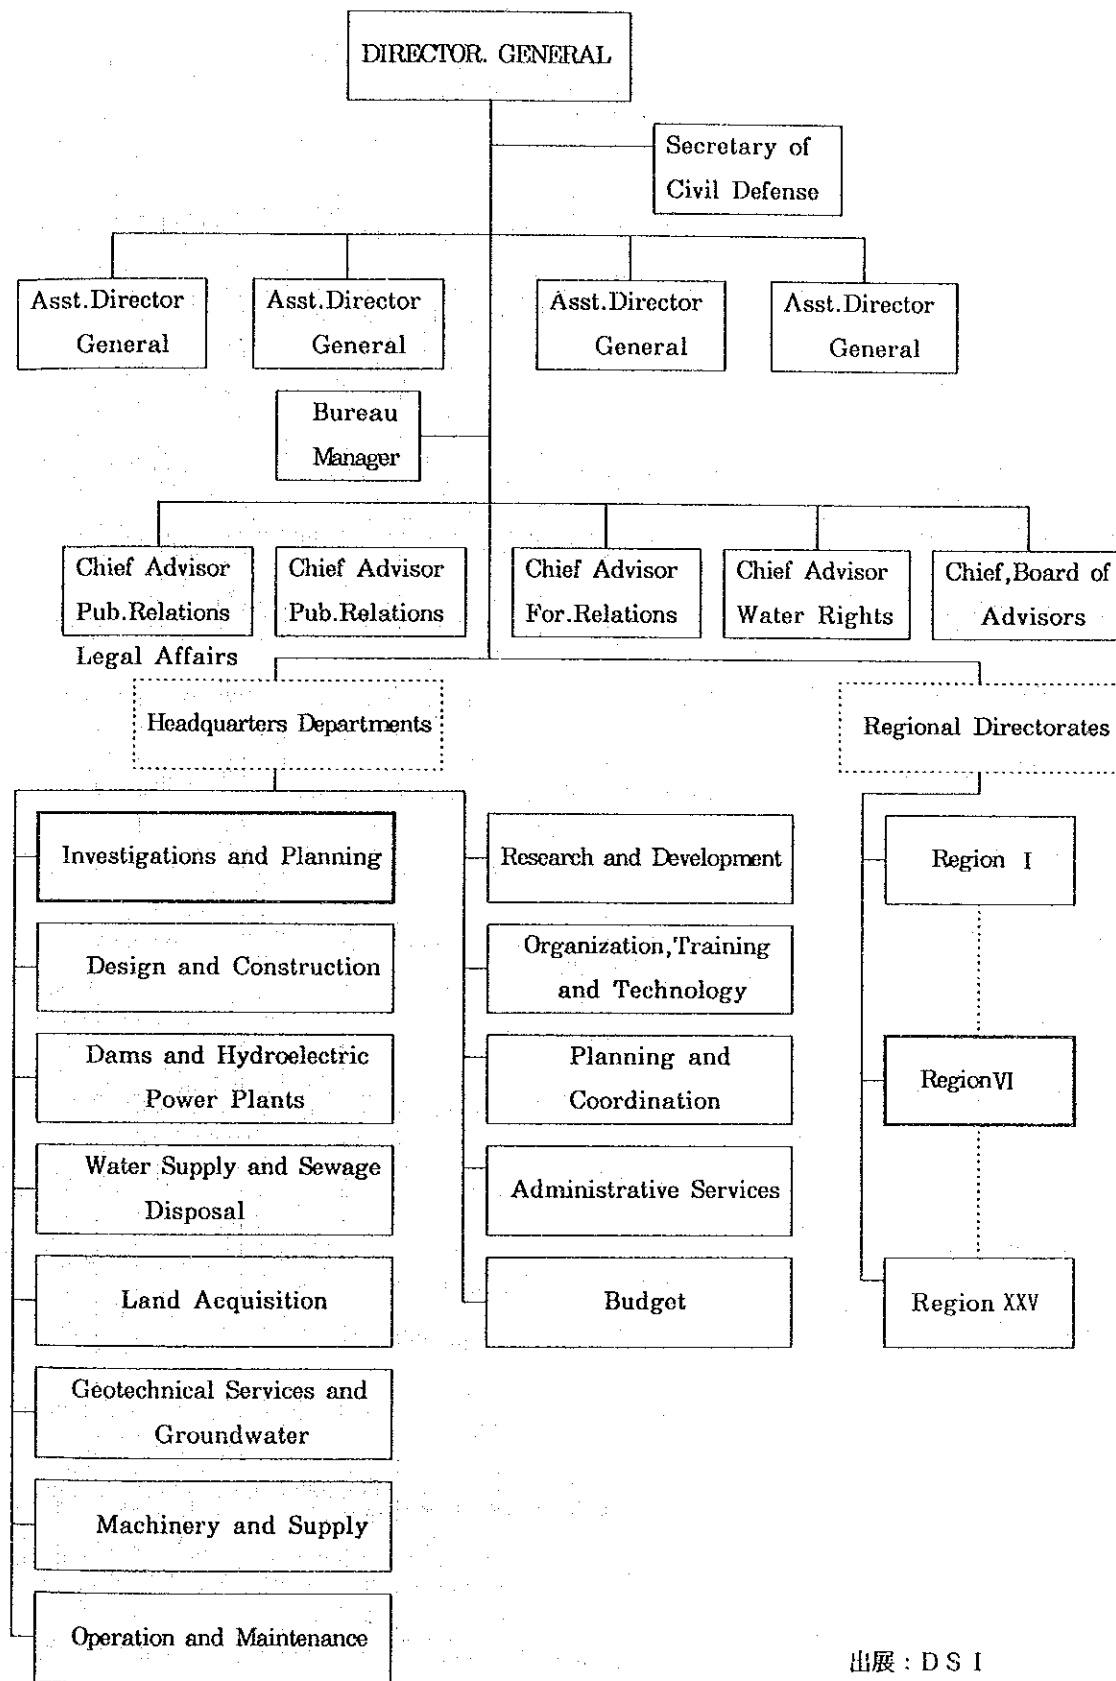 DIRECTOR. GENERAL
Secretary of
Civil Defense
Asst.Director
General
Asst.Director
General
Asst.Director
General
Asst.Director
General
Bureau
Manager
Chief Advisor
Pub.Relations
Legal Affairs
Chief Advisor
Pub.Relations
Chief Advisor
For.Relations
Chief Advisor
Water Rights
Chief,Board of
Advisors
Headquarters Departments
Regional Directorates
Investigations and Planning
Design and Construction
Dams and Hydroelectric
Power Plants
Water Supply and Sewage
Disposal
Land Acquisition
Geotechnical Services and
Groundwater
Machinery and Supply
Operation and Maintenance
Research and Development
Organization,Training
and Technology
Planning and
Coordination
Administrative Services
Budget
Region I
Region VI
Region XXV
出展：DSI